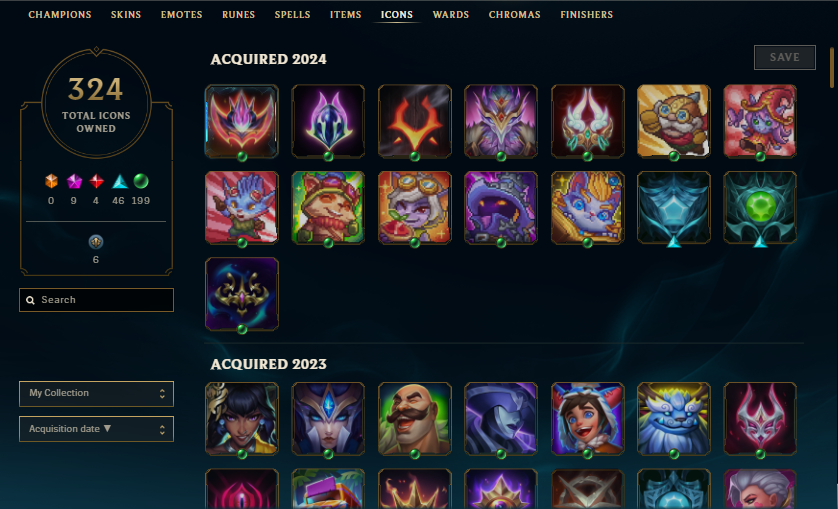 CHAMPIONS SKINS EMOTES RUNES SPELLS ITEMS ICONS WARDS CHROMAS FINISHERS
ACQUIRED 2024
SAVE
324
TOTAL ICONS
OWNED
0 9 4 46 199
6
Search
My Collection
Acquisition date ▼
ACQUIRED 2023